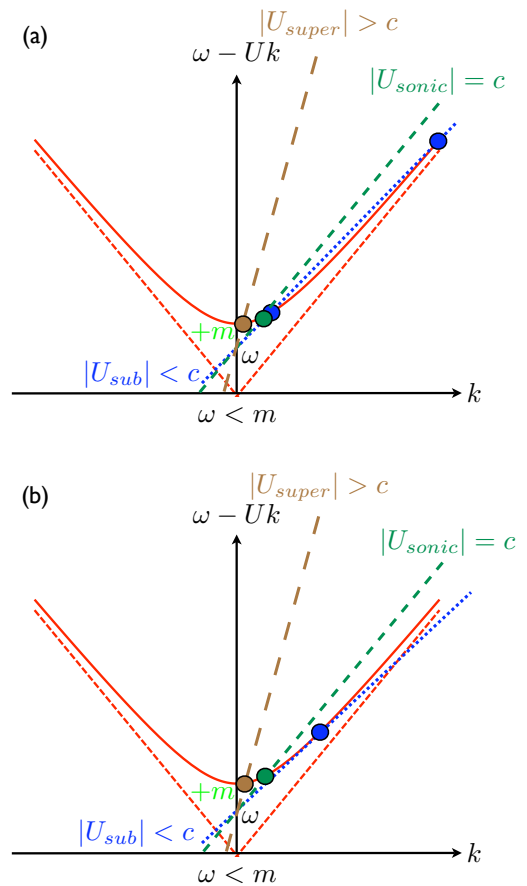 (a)
|U_{super}| > c
ω − Uk
|U_{sonic}| = c
+m
ω
|U_{sub}| < c
k
ω < m
(b)
|U_{super}| > c
ω − Uk
|U_{sonic}| = c
+m
ω
|U_{sub}| < c
k
ω < m